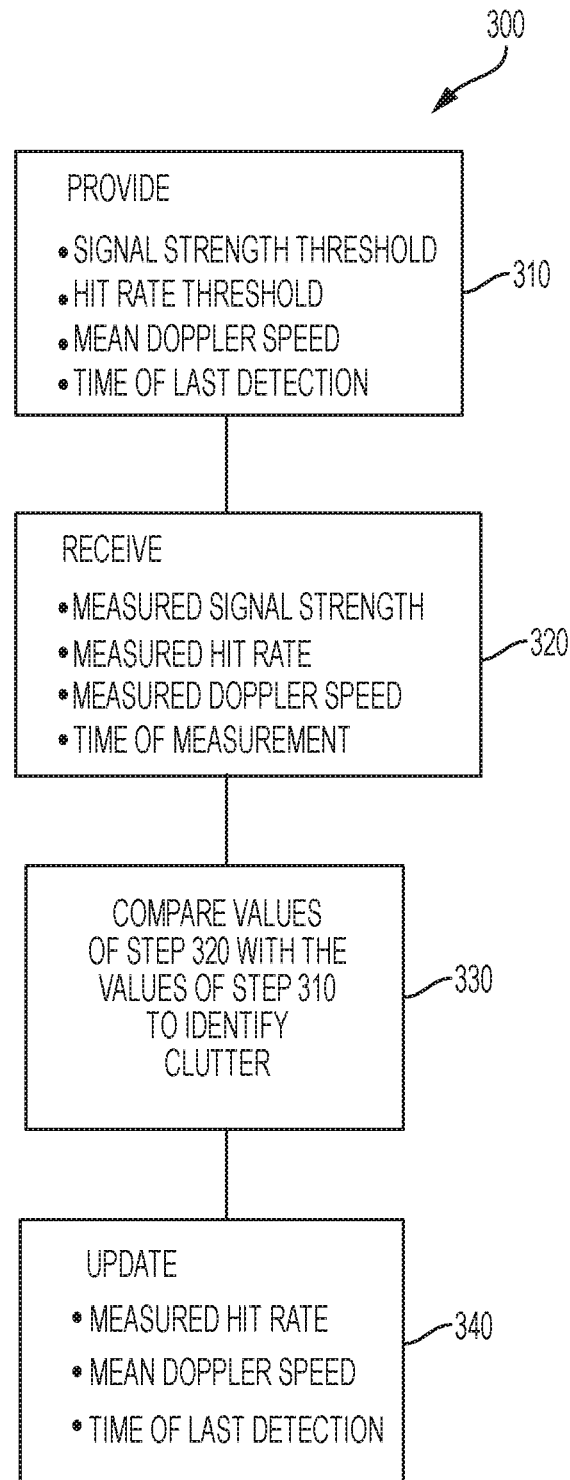 300
PROVIDE
• SIGNAL STRENGTH THRESHOLD
• HIT RATE THRESHOLD
• MEAN DOPPLER SPEED
• TIME OF LAST DETECTION
310
RECEIVE
• MEASURED SIGNAL STRENGTH
• MEASURED HIT RATE
• MEASURED DOPPLER SPEED
• TIME OF MEASUREMENT
320
COMPARE VALUES
OF STEP 320 WITH THE
VALUES OF STEP 310
TO IDENTIFY
CLUTTER
330
UPDATE
• MEASURED HIT RATE
• MEAN DOPPLER SPEED
• TIME OF LAST DETECTION
340